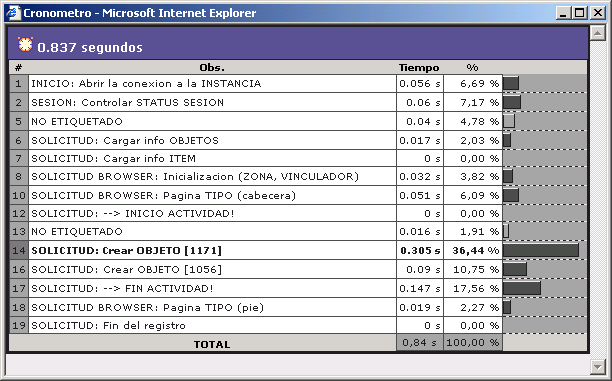 Cronometro - Microsoft Internet Explorer
0.837 segundos
# Obs. Tiempo %
1 INICIO: Abrir la conexion a la INSTANCIA 0.056 s 6,69 %
2 SESION: Controlar STATUS SESION 0.06 s 7,17 %
5 NO ETIQUETADO 0.04 s 4,78 %
6 SOLICITUD: Cargar info OBJETOS 0.017 s 2,03 %
7 SOLICITUD: Cargar info ITEM 0 s 0,00 %
8 SOLICITUD BROWSER: Inicializacion (ZONA, VINCULADOR) 0.032 s 3,82 %
10 SOLICITUD BROWSER: Pagina TIPO (cabecera) 0.051 s 6,09 %
12 SOLICITUD: --> INICIO ACTIVIDAD! 0 s 0,00 %
13 NO ETIQUETADO 0.016 s 1,91 %
14 SOLICITUD: Crear OBJETO [1171] 0.305 s 36,44 %
16 SOLICITUD: Crear OBJETO [1056] 0.09 s 10,75 %
17 SOLICITUD: --> FIN ACTIVIDAD! 0.147 s 17,56 %
18 SOLICITUD BROWSER: Pagina TIPO (pie) 0.019 s 2,27 %
19 SOLICITUD: Fin del registro 0 s 0,00 %
TOTAL 0,84 s 100,00 %